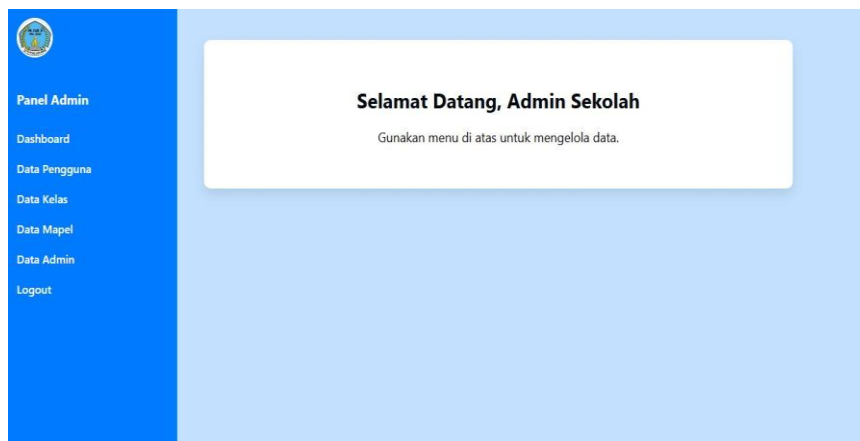 Panel Admin
Dashboard
Data Pengguna
Data Kelas
Data Mapel
Data Admin
Logout
Selamat Datang, Admin Sekolah
Gunakan menu di atas untuk mengelola data.